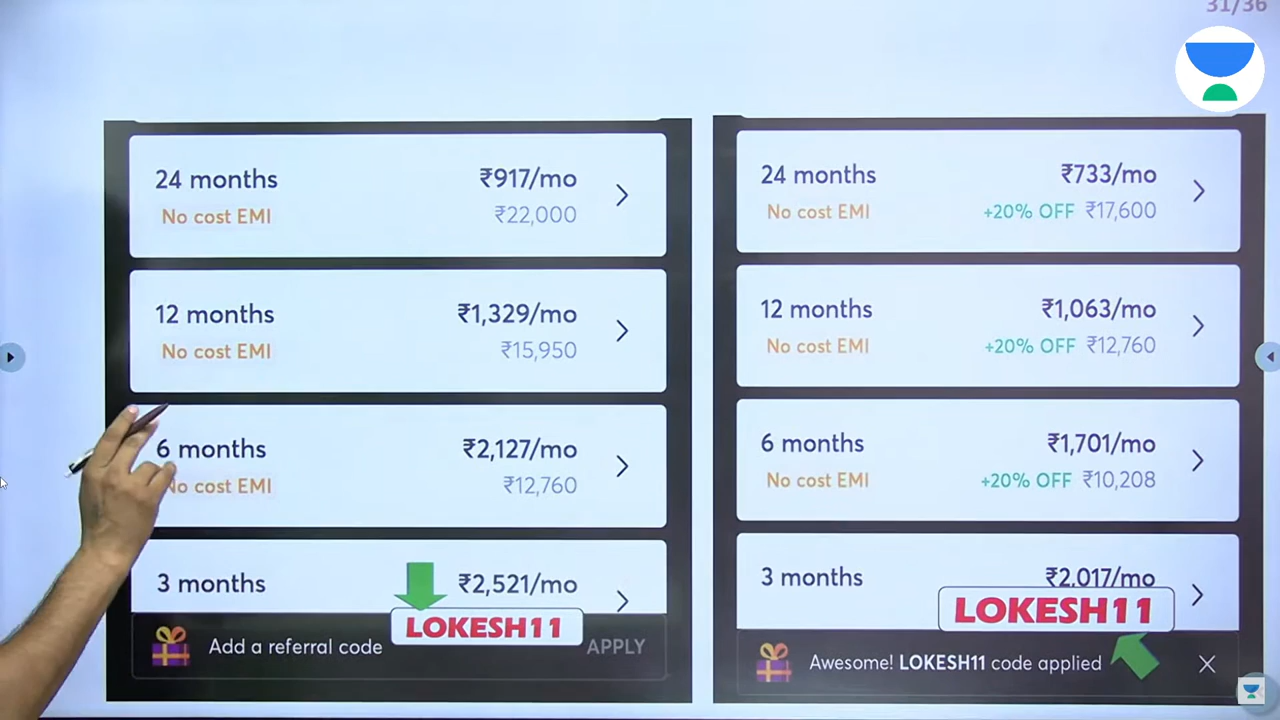 31/36
24 months ₹917/mo
No cost EMI ₹22,000
12 months ₹1,329/mo
No cost EMI ₹15,950
6 months ₹2,127/mo
No cost EMI ₹12,760
3 months ₹2,521/mo
LOKESH11
Add a referral code APPLY
24 months ₹733/mo
No cost EMI +20% OFF ₹17,600
12 months ₹1,063/mo
No cost EMI +20% OFF ₹12,760
6 months ₹1,701/mo
No cost EMI +20% OFF ₹10,208
3 months ₹2,017/mo
LOKESH11
Awesome! LOKESH11 code applied